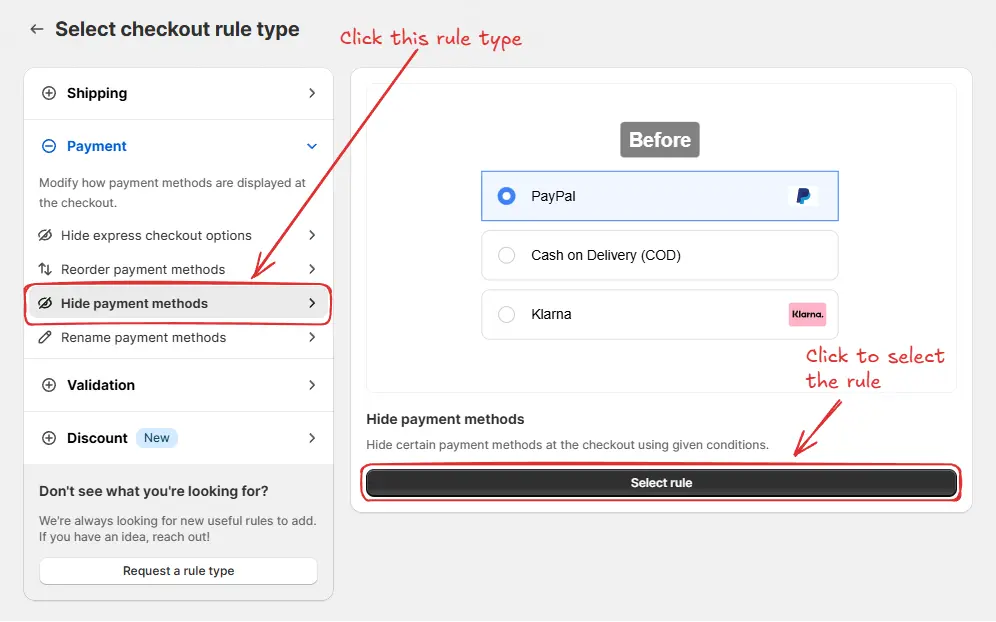 Select checkout rule type
Click this rule type
Shipping
Payment
Modify how payment methods are displayed at
the checkout.
Hide express checkout options
Reorder payment methods
Hide payment methods
Rename payment methods
Validation
Discount New
Don't see what you're looking for?
We're always looking for new useful rules to add.
If you have an idea, reach out!
Request a rule type
Before
PayPal
Cash on Delivery (COD)
Klarna Klarna.
Click to select
the rule
Hide payment methods
Hide certain payment methods at the checkout using given conditions.
Select rule